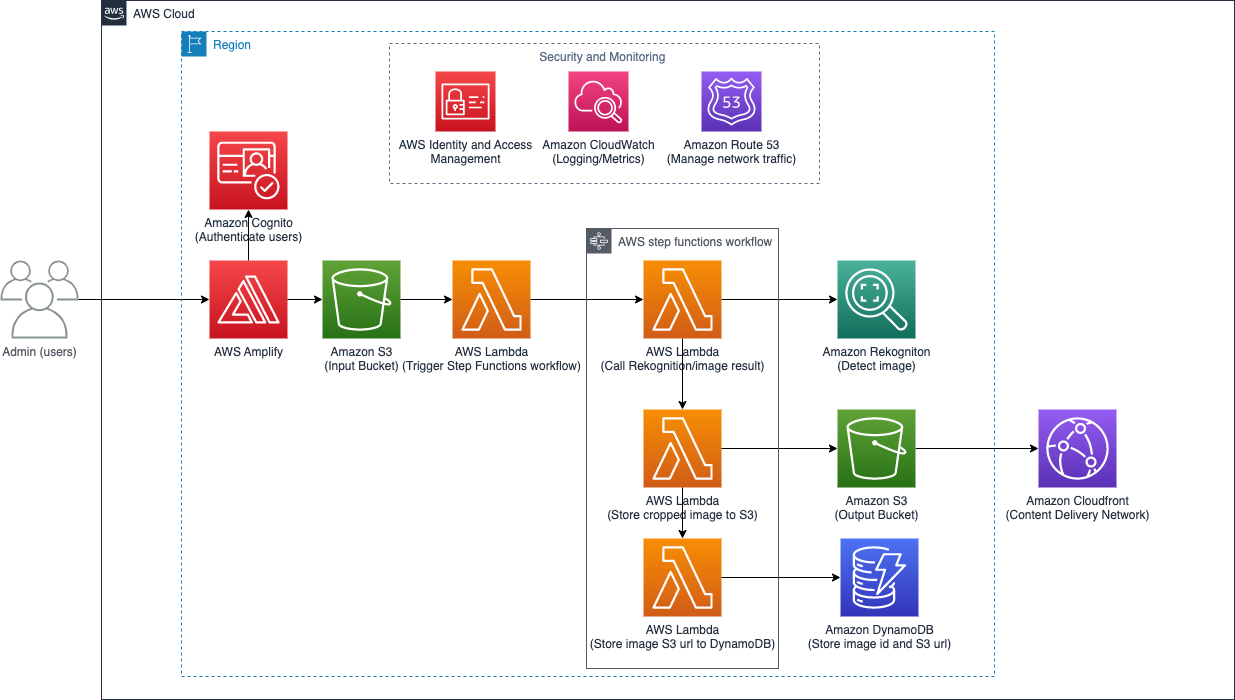 aws
AWS Cloud
Region
Security and Monitoring
53
AWS Identity and Access
Management
Amazon CloudWatch
(Logging/Metrics)
Amazon Route 53
(Manage network traffic)
Amazon Cognito
(Authenticate users)
AWS step functions workflow
Admin (users)
AWS Amplify
Amazon S3
(Input Bucket)
AWS Lambda
(Trigger Step Functions workflow)
AWS Lambda
(Call Rekognition/image result)
Amazon Rekogniton
(Detect image)
AWS Lambda
(Store cropped image to S3)
Amazon S3
(Output Bucket)
Amazon Cloudfront
(Content Delivery Network)
AWS Lambda
(Store image S3 url to DynamoDB)
Amazon DynamoDB
(Store image id and S3 url)